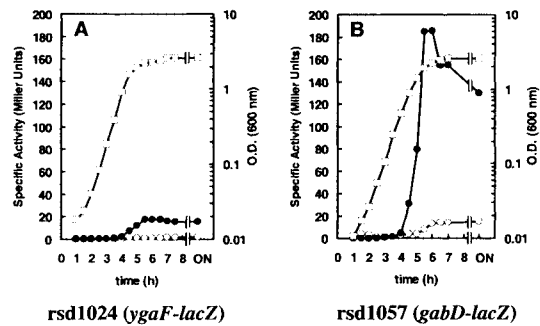 A
B
Specific Activity (Miller Units)
200
180
160
140
120
100
80
60
40
20
0
10
1
0.1
0.01
O.D. (600 nm)
0 1 2 3 4 5 6 7 8 ON
time (h)
Specific Activity (Miller Units)
200
180
160
140
120
100
80
60
40
20
0
10
1
0.1
0.01
O.D. (600 nm)
0 1 2 3 4 5 6 7 8 ON
time (h)
rsd1024 (ygaF-lacZ)
rsd1057 (gabD-lacZ)